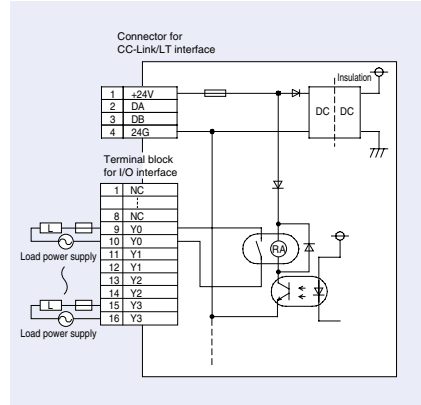 Connector for
CC-Link/LT interface
Insulation
1 +24V
2 DA
3 DB
4 24G
DC DC
Terminal block
for I/O interface
1 NC
8 NC
9 Y0
10 Y0
11 Y1
12 Y1
13 Y2
14 Y2
15 Y3
16 Y3
L
Load power supply
L
Load power supply
RA